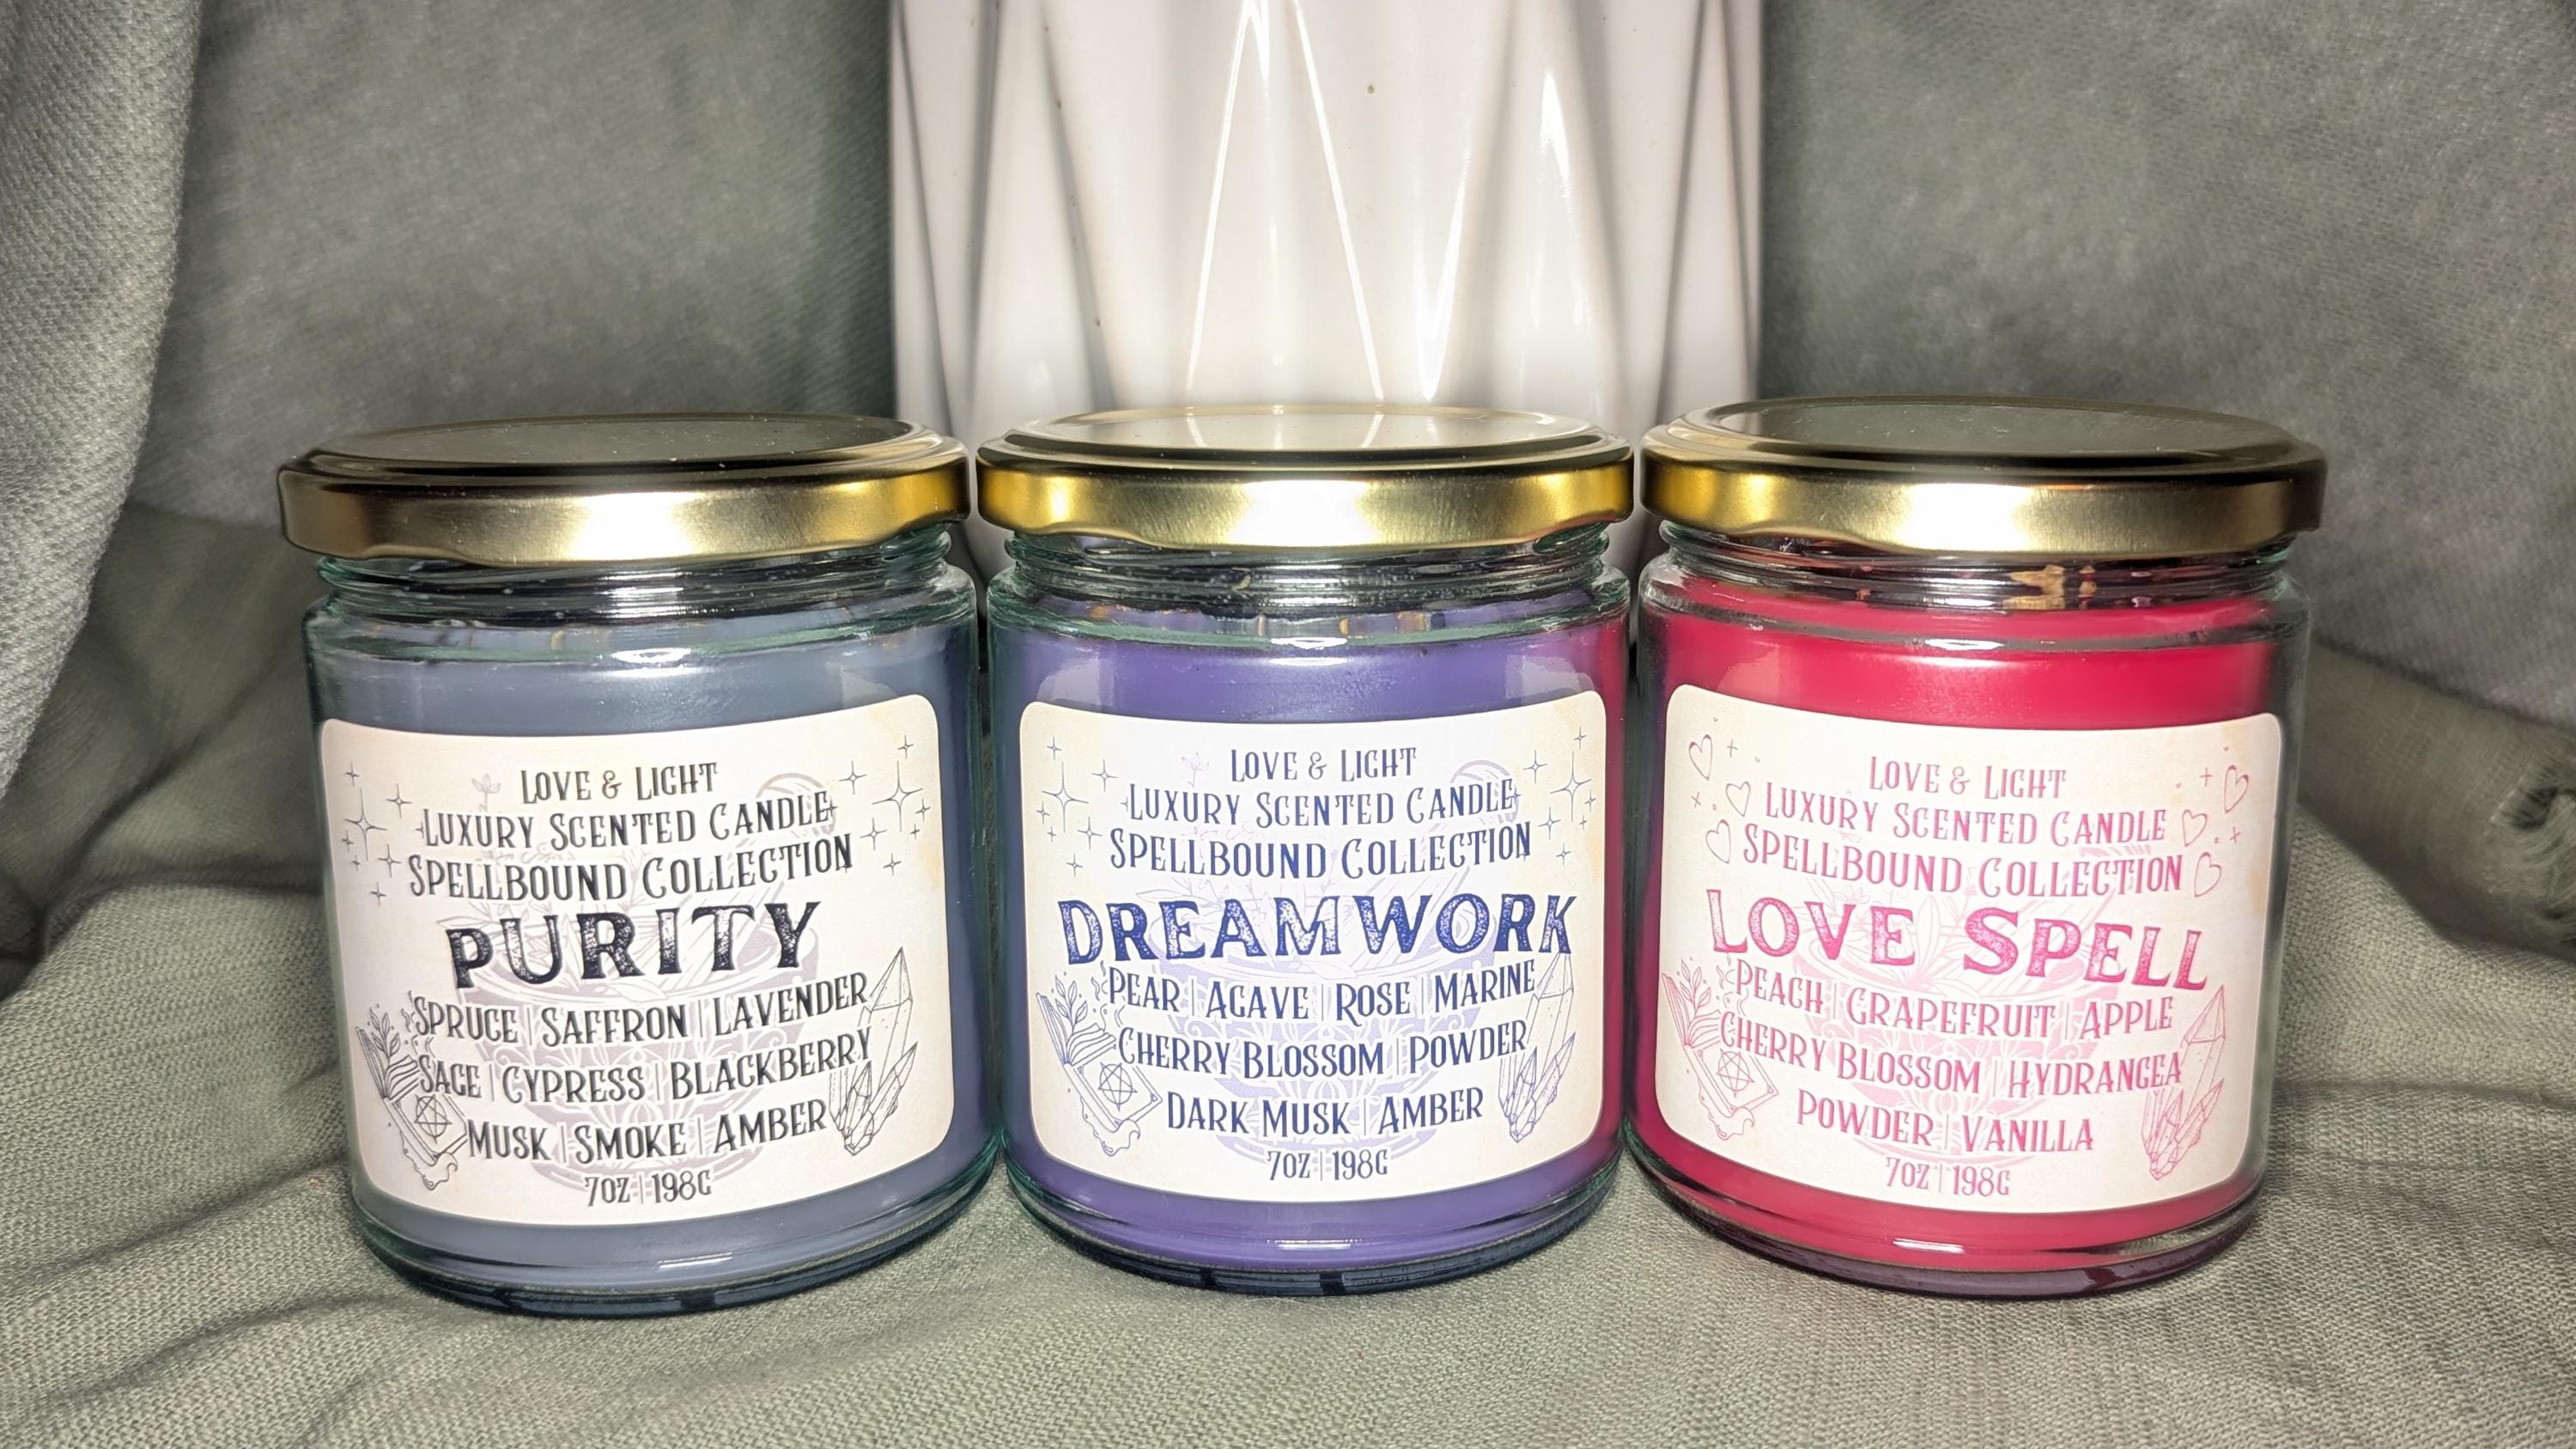 LOVE & LIGHT
LUXURY SCENTED CANDLE
SPELLBOUND COLLECTION
PURITY
SPRUCE | SAFFRON | LAVENDER
SAGE | CYPRESS | BLACKBERRY
MUSK | SMOKE | AMBER
7OZ | 198G
LOVE & LIGHT
LUXURY SCENTED CANDLE
SPELLBOUND COLLECTION
DREAMWORK
PEAR | AGAVE | ROSE | MARINE
CHERRY BLOSSOM | POWDER
DARK MUSK | AMBER
7OZ | 198G
LOVE & LIGHT
LUXURY SCENTED CANDLE
SPELLBOUND COLLECTION
LOVE SPELL
PEACH | GRAPEFRUIT | APPLE
CHERRY BLOSSOM | HYDRANGEA
POWDER | VANILLA
7OZ | 198G